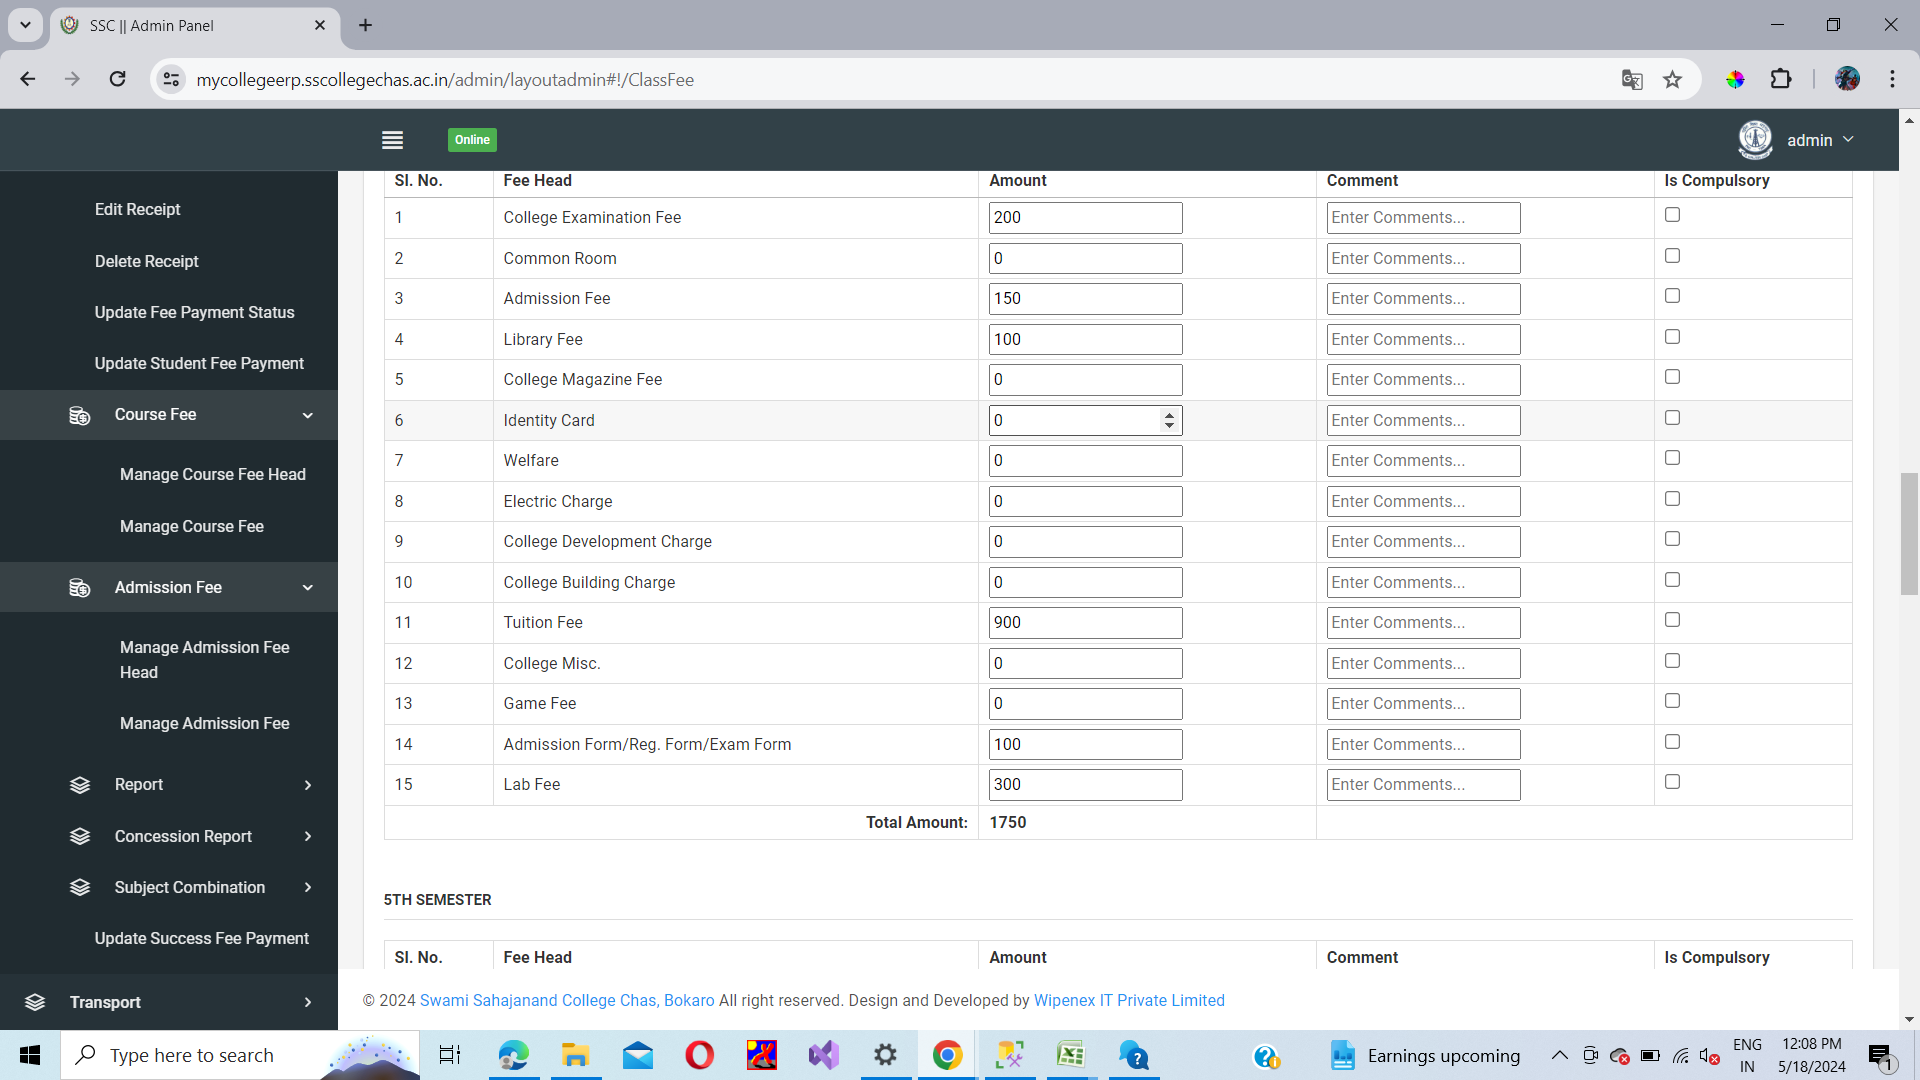 SSC || Admin Panel
mycollegeerp.sscollegechas.ac.in/admin/layoutadmin#!/ClassFee
Online
admin
Edit Receipt
Delete Receipt
Update Fee Payment Status
Update Student Fee Payment
Course Fee
Manage Course Fee Head
Manage Course Fee
Admission Fee
Manage Admission Fee
Head
Manage Admission Fee
Report
Concession Report
Subject Combination
Update Success Fee Payment
Transport
Sl. No. Fee Head Amount Comment Is Compulsory
1 College Examination Fee 200 Enter Comments...
2 Common Room 0 Enter Comments...
3 Admission Fee 150 Enter Comments...
4 Library Fee 100 Enter Comments...
5 College Magazine Fee 0 Enter Comments...
6 Identity Card 0 Enter Comments...
7 Welfare 0 Enter Comments...
8 Electric Charge 0 Enter Comments...
9 College Development Charge 0 Enter Comments...
10 College Building Charge 0 Enter Comments...
11 Tuition Fee 900 Enter Comments...
12 College Misc. 0 Enter Comments...
13 Game Fee 0 Enter Comments...
14 Admission Form/Reg. Form/Exam Form 100 Enter Comments...
15 Lab Fee 300 Enter Comments...
Total Amount: 1750
5TH SEMESTER
Sl. No. Fee Head Amount Comment Is Compulsory
© 2024 Swami Sahajanand College Chas, Bokaro All right reserved. Design and Developed by Wipenex IT Private Limited
Type here to search
Earnings upcoming
ENG
IN
12:08 PM
5/18/2024
1